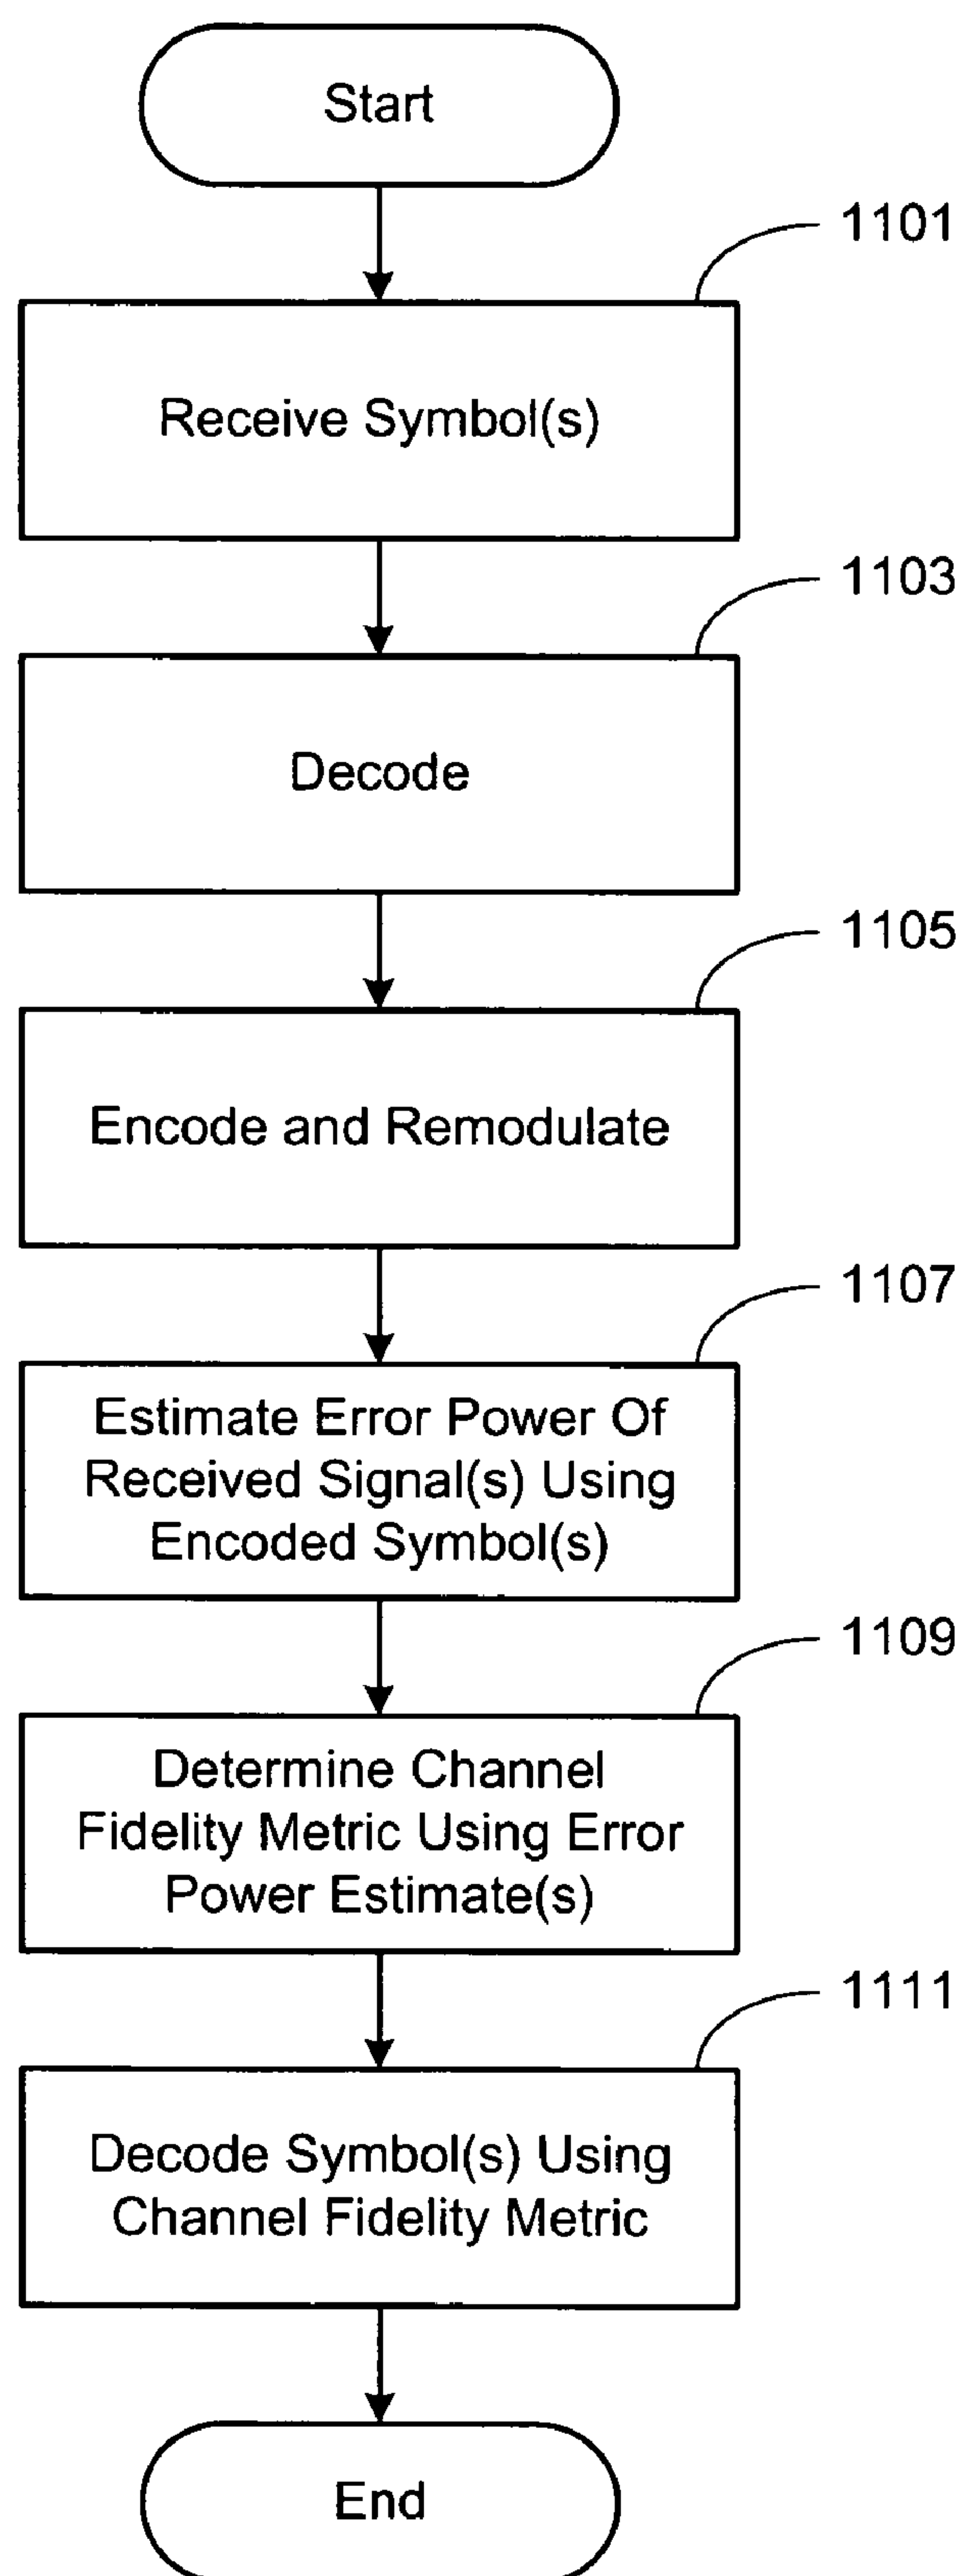 Start
1101
Receive Symbol(s)
1103
Decode
1105
Encode and Remodulate
1107
Estimate Error Power Of
Received Signal(s) Using
Encoded Symbol(s)
1109
Determine Channel
Fidelity Metric Using Error
Power Estimate(s)
1111
Decode Symbol(s) Using
Channel Fidelity Metric
End